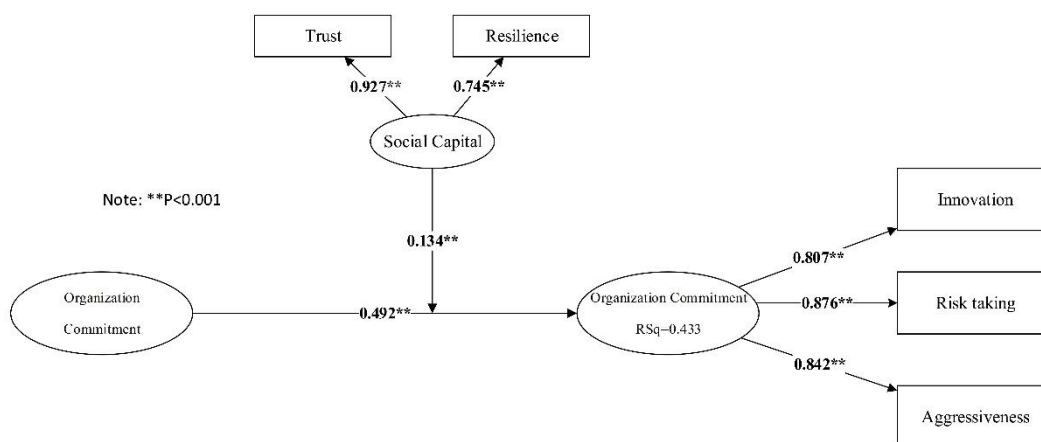 Trust
Resilience
0.927**
0.745**
Social Capital
Note: **P<0.001
0.134**
Innovation
0.807**
Organization
Commitment
0.492**
Organization Commitment
RSq=0.433
0.876**
Risk taking
0.842**
Aggressiveness